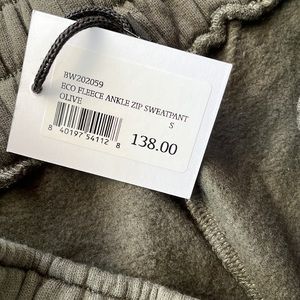 BW202059
ECO FLEECE ANKLE ZIP SWEATPANT
OLIVE
S
8 40197 54112 8
138.00